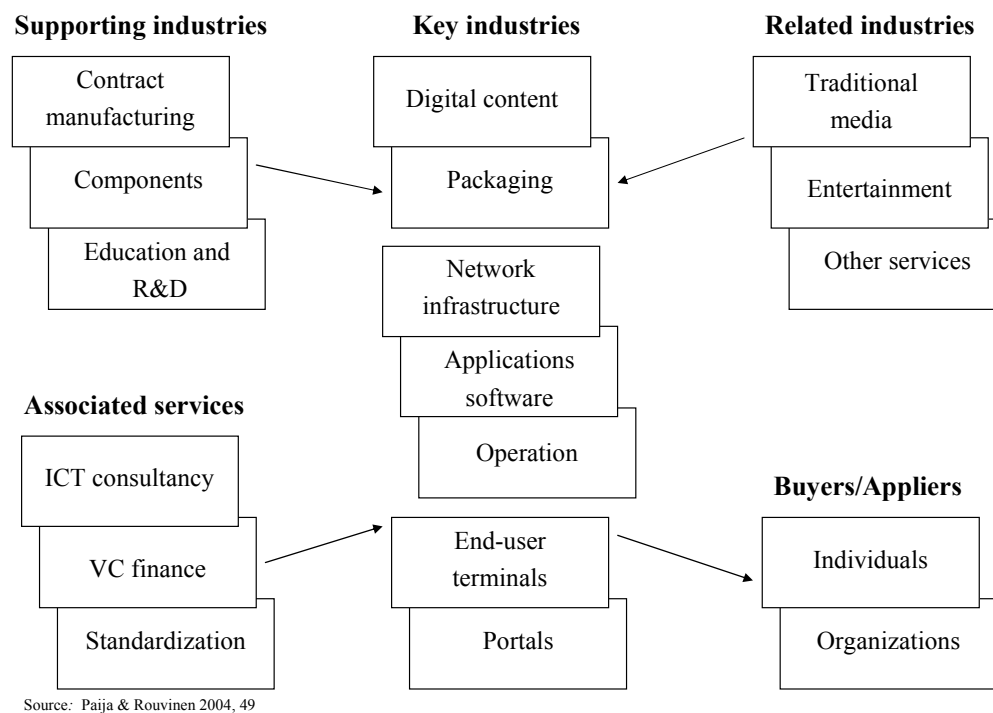 Supporting industries
Contract
manufacturing
Components
Education and
R&D
Key industries
Digital content
Packaging
Network
infrastructure
Applications
software
Operation
End-user
terminals
Portals
Related industries
Traditional
media
Entertainment
Other services
Associated services
ICT consultancy
VC finance
Standardization
Buyers/Appliers
Individuals
Organizations
Source: Paija & Rouvinen 2004, 49